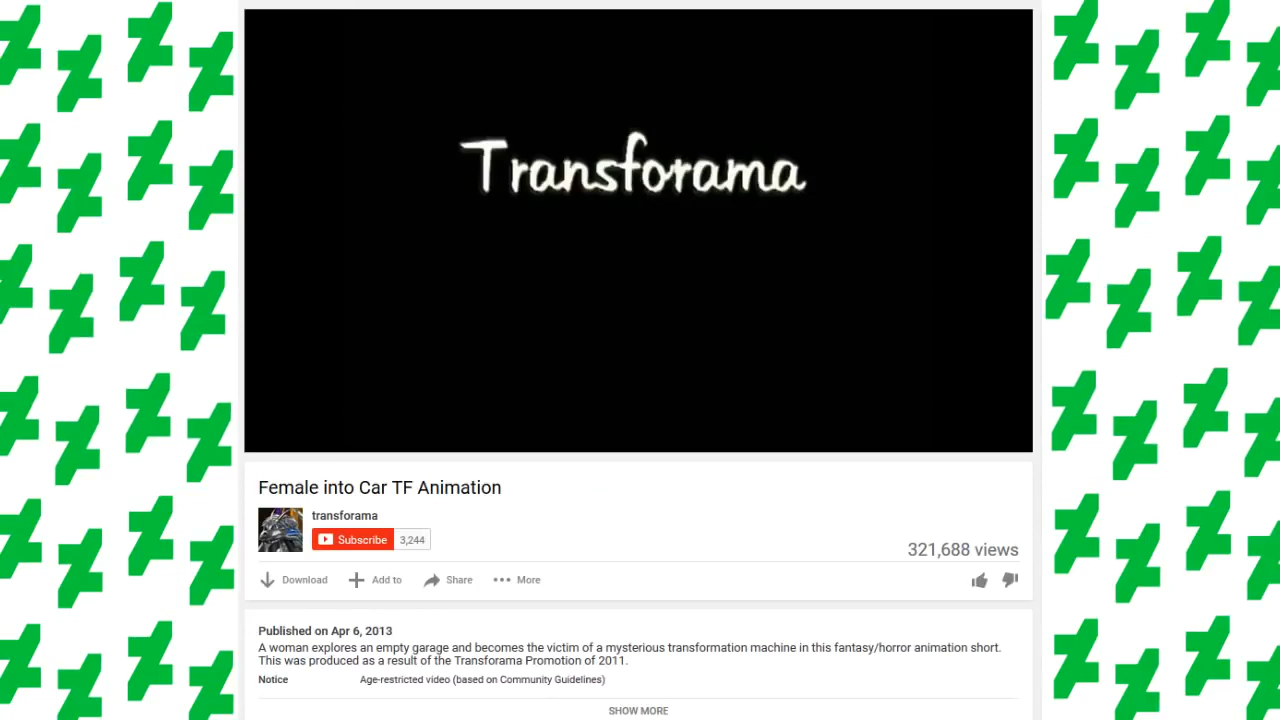 Transforama
Female into Car TF Animation
transforama
Subscribe 3,244
321,688 views
Download Add to Share More
Published on Apr 6, 2013
A woman explores an empty garage and becomes the victim of a mysterious transformation machine in this fantasy/horror animation short.
This was produced as a result of the Transforama Promotion of 2011.
Notice Age-restricted video (based on Community Guidelines)
SHOW MORE